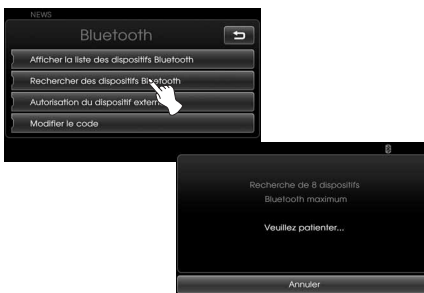 NEWS
Bluetooth
Afficher la liste des dispositifs Bluetooth
Rechercher des dispositifs Bluetooth
Autorisation du dispositif extern
Modifier le code
Recherche de 8 dispositifs
Bluetooth maximum
Veuillez patienter...
Annuler